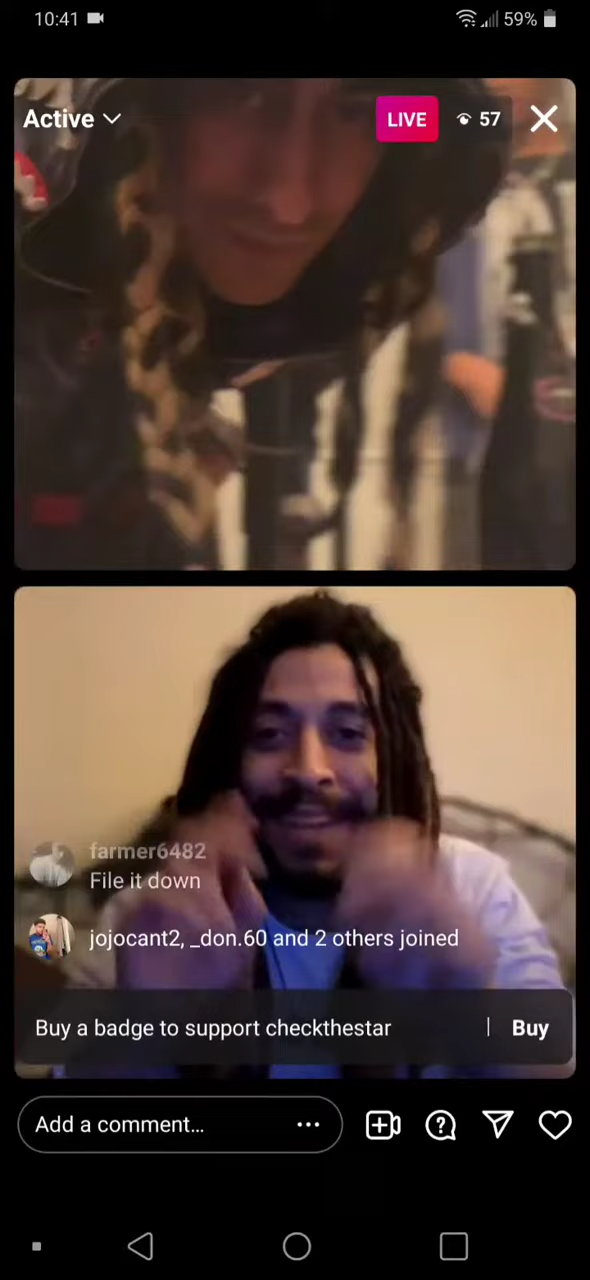 10:41
59%
Active
LIVE
57
farmer6482
File it down
jojocant2, _don.60 and 2 others joined
Buy a badge to support checkthestar | Buy
Add a comment...